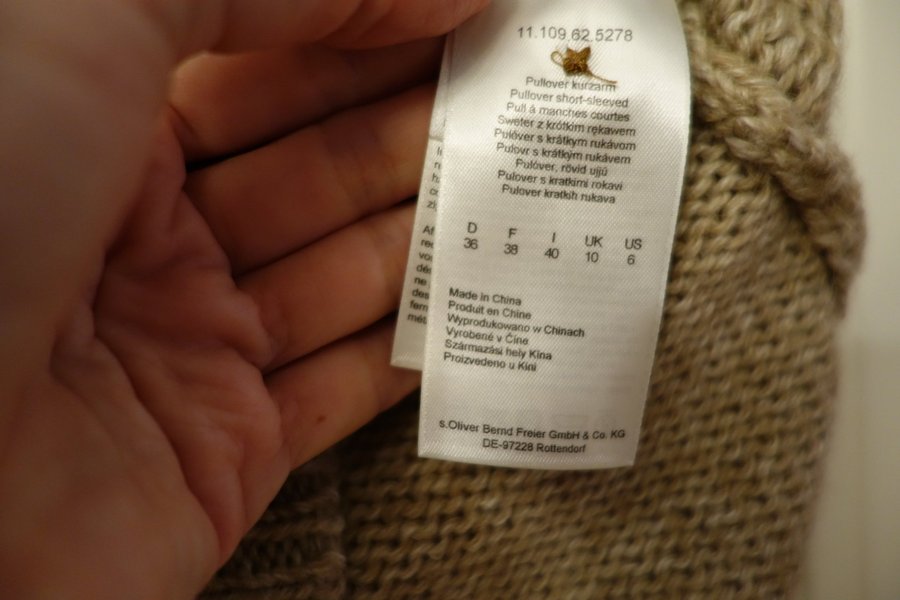 11.109.62.5278
Pullover kurzarm
Pullover short-sleeved
Pull à manches courtes
Sweter z krótkim rękawem
Pulóver s krátkym rukávom
Pulovr s krátkým rukávem
Pulóver, rövid ujjú
Pulover s kratkimi rokavi
Pulover kratkih rukava
D F I UK US
36 38 40 10 6
Made in China
Produit en Chine
Wyprodukowano w Chinach
Vyrobené v Číne
Származási hely Kína
Proizvedeno u Kini
s.Oliver Bernd Freier GmbH & Co. KG
DE-97228 Rottendorf